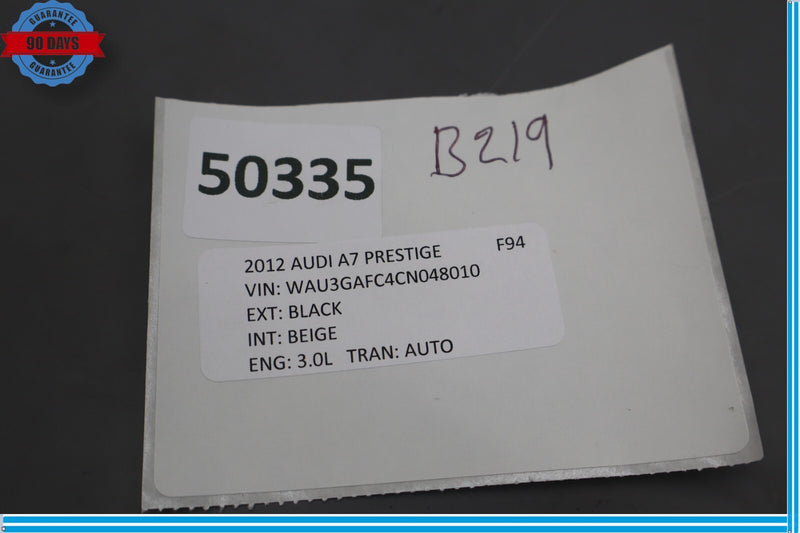 GUARANTEE
90 DAYS
GUARANTEE
B219
50335
2012 AUDI A7 PRESTIGE F94
VIN: WAU3GAFC4CN048010
EXT: BLACK
INT: BEIGE
ENG: 3.0L TRAN: AUTO